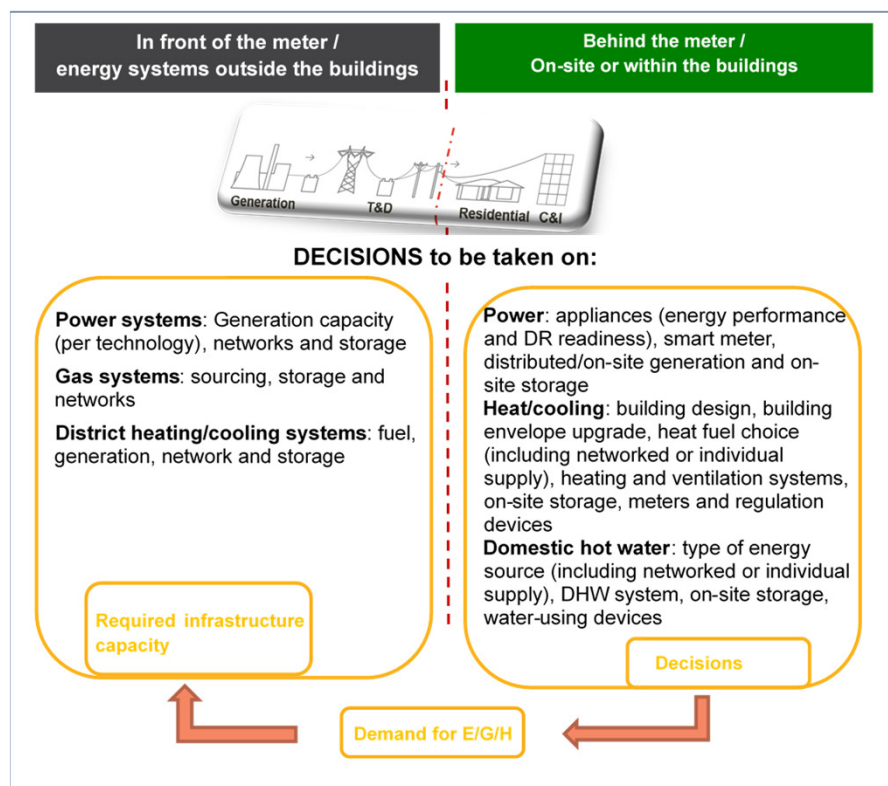 In front of the meter /
energy systems outside the buildings
Behind the meter /
On-site or within the buildings
Generation
T&D
Residential
C&I
DECISIONS to be taken on:
Power systems: Generation capacity
(per technology), networks and storage
Gas systems: sourcing, storage and
networks
District heating/cooling systems: fuel,
generation, network and storage
Required infrastructure
capacity
Power: appliances (energy performance
and DR readiness), smart meter,
distributed/on-site generation and on-
site storage
Heat/cooling: building design, building
envelope upgrade, heat fuel choice
(including networked or individual
supply), heating and ventilation systems,
on-site storage, meters and regulation
devices
Domestic hot water: type of energy
source (including networked or individual
supply), DHW system, on-site storage,
water-using devices
Decisions
Demand for E/G/H